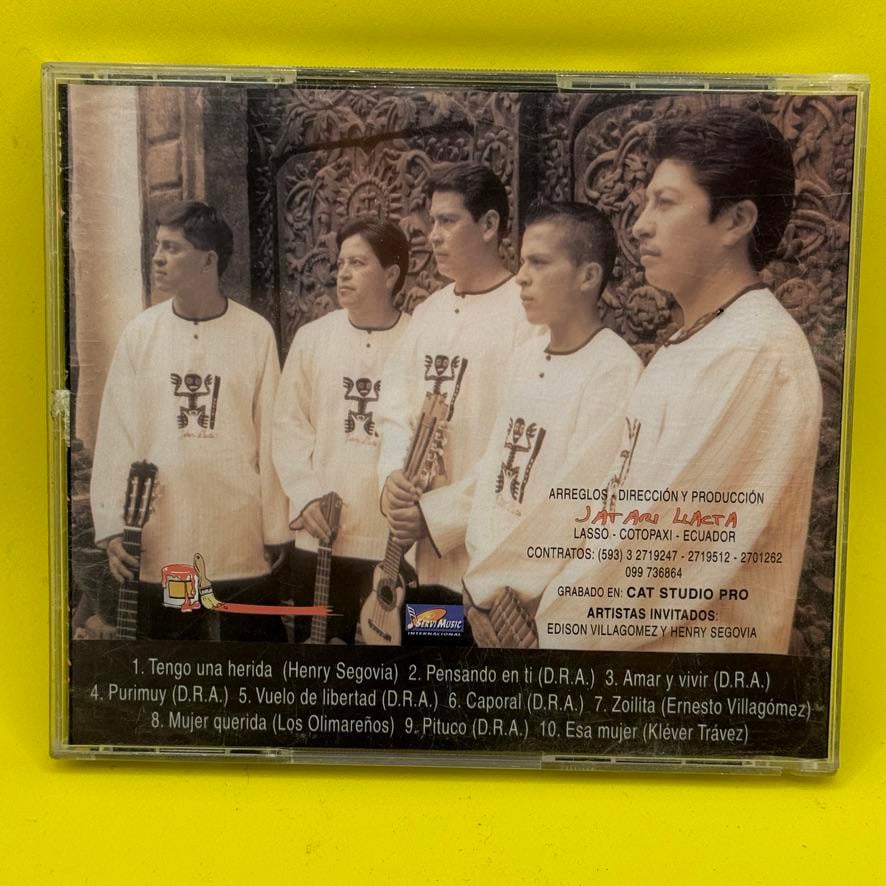 ARREGLOS - DIRECCIÓN Y PRODUCCIÓN
JATARI LLACTA
LASSO - COTOPAXI - ECUADOR
CONTRATOS: (593) 3 2719247 - 2719512 - 2701262
099 736864
GRABADO EN: CAT STUDIO PRO
ARTISTAS INVITADOS:
EDISON VILLAGOMEZ Y HENRY SEGOVIA
SERVI MUSIC
INTERNACIONAL
1. Tengo una herida (Henry Segovia) 2. Pensando en ti (D.R.A.) 3. Amar y vivir (D.R.A.)
4. Purimuy (D.R.A.) 5. Vuelo de libertad (D.R.A.) 6. Caporal (D.R.A.) 7. Zoilita (Ernesto Villagómez)
8. Mujer querida (Los Olimareños) 9. Pituco (D.R.A.) 10. Esa mujer (Kléver Trávez)